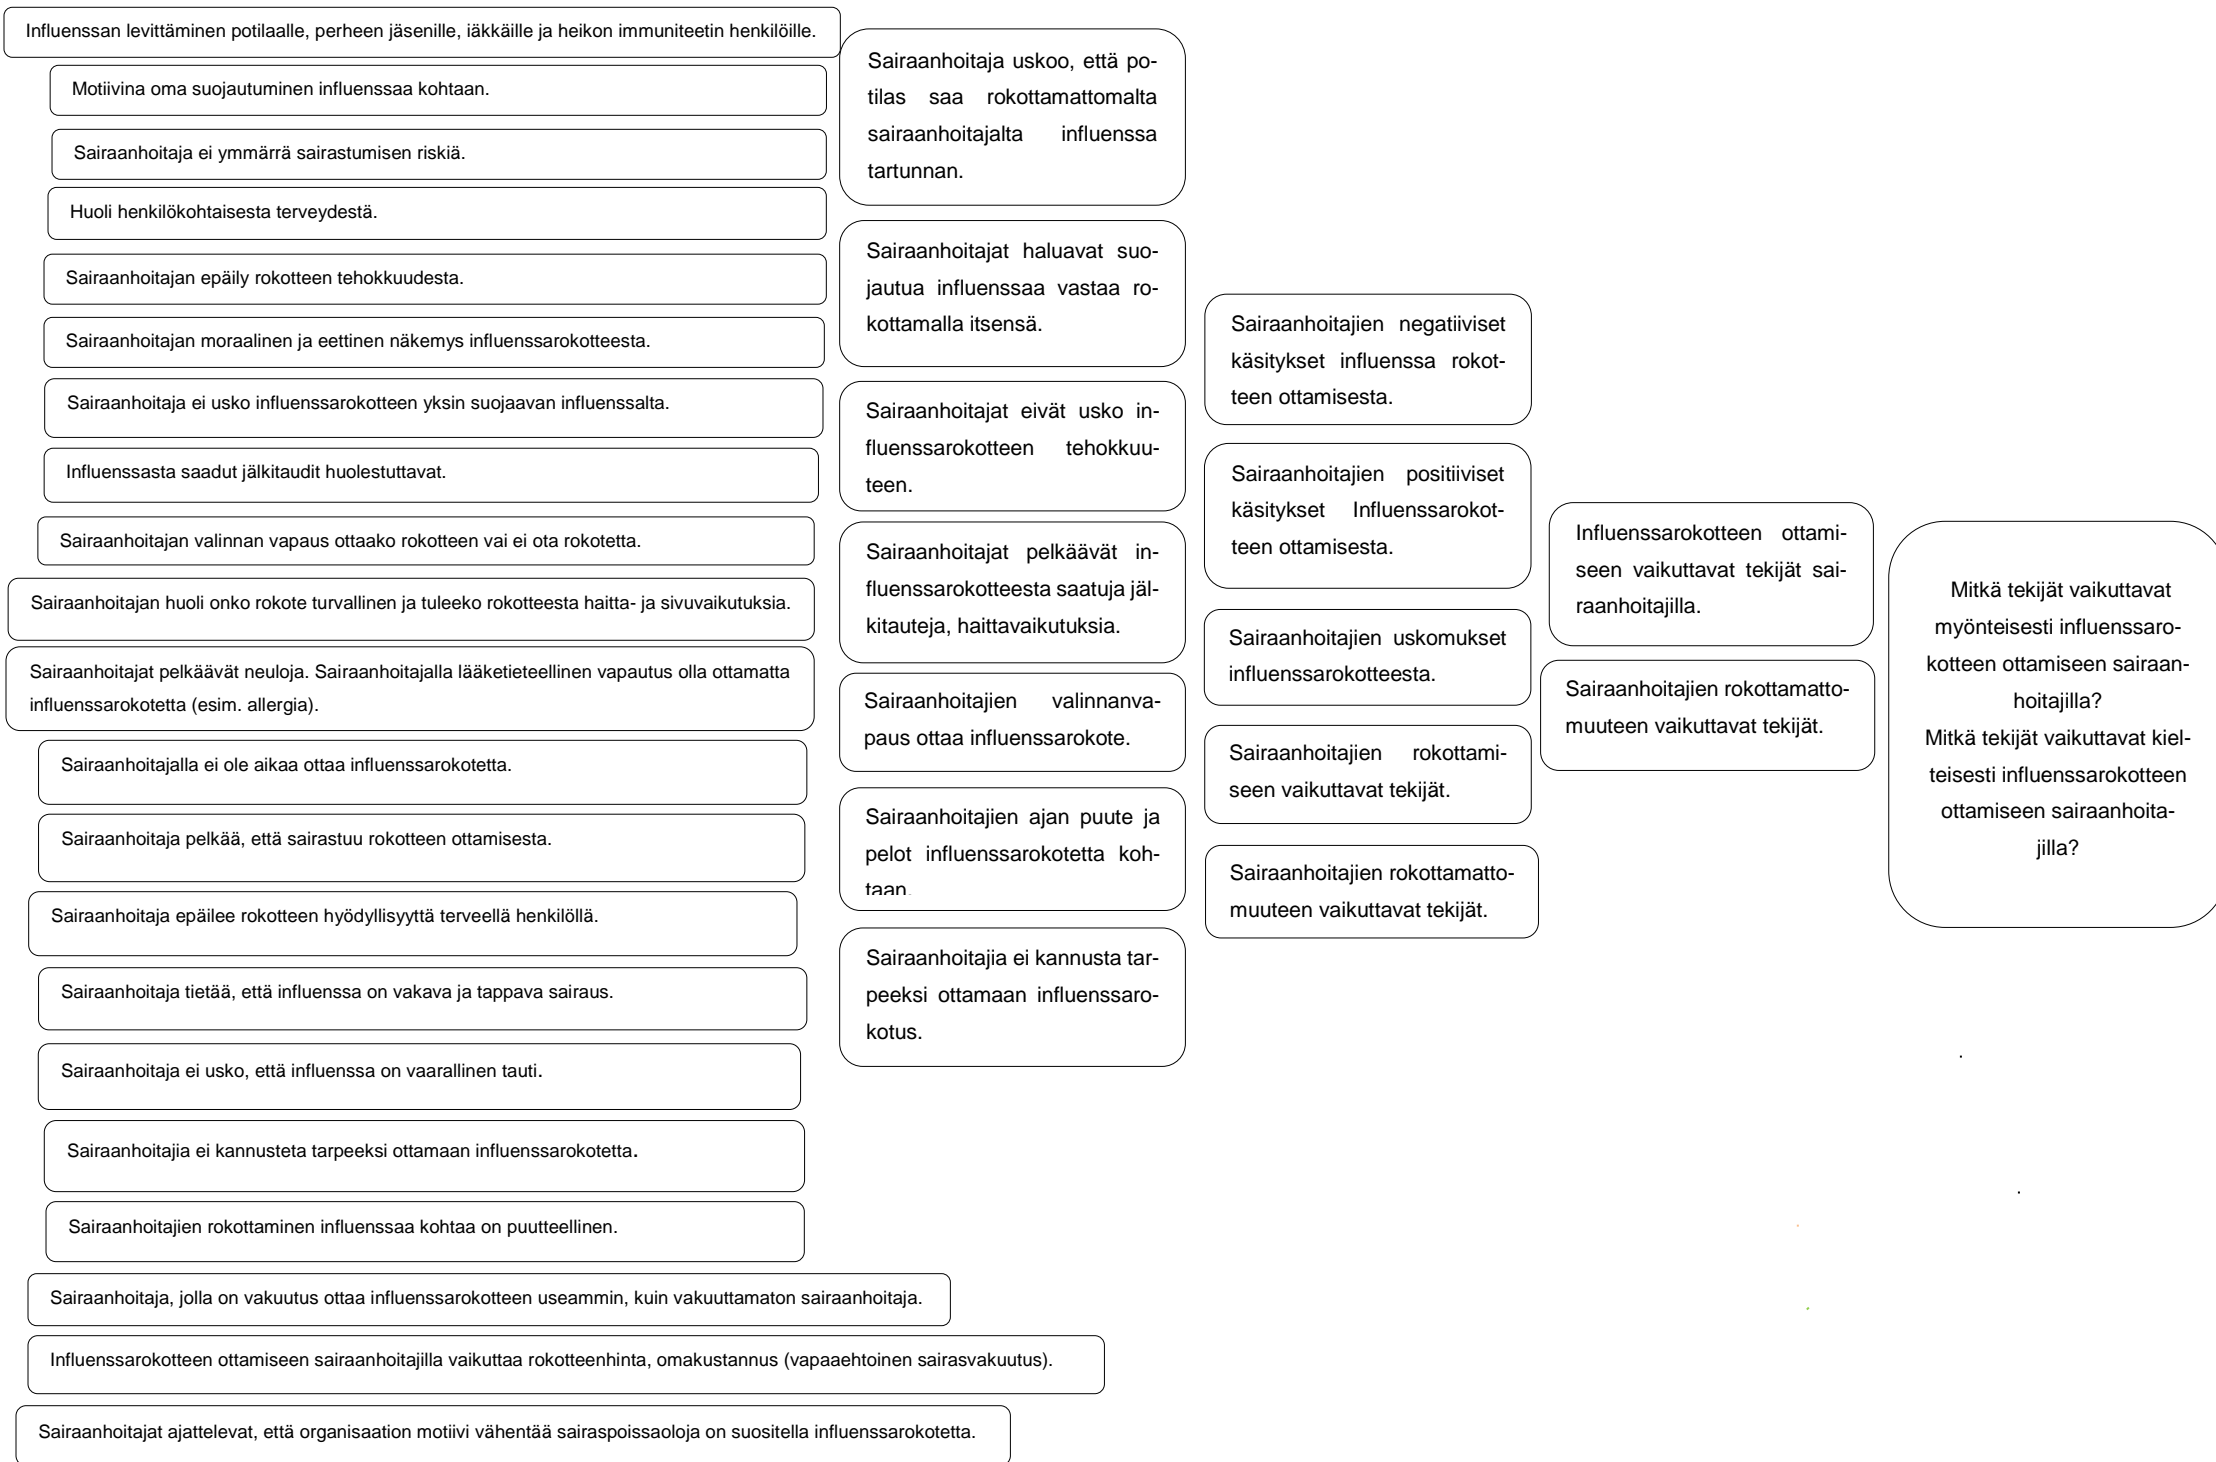 Influenssan levittäminen potilaalle, perheen jäsenille, iäkkäille ja heikon immuniteetin henkilöille.
Motiivina oma suojautuminen influenssaa kohtaan.
Sairaanhoitaja ei ymmärrä sairastumisen riskiä.
Huoli henkilökohtaisesta terveydestä.
Sairaanhoitajan epäily rokotteen tehokkuudesta.
Sairaanhoitajan moraalinen ja eettinen näkemys influenssarokotteesta.
Sairaanhoitaja ei usko influenssarokotteen yksin suojaavan influenssalta.
Influenssasta saadut jälkitaudit huolestuttavat.
Sairaanhoitajan valinnan vapaus ottaako rokotteen vai ei ota rokotetta.
Sairaanhoitajan huoli onko rokote turvallinen ja tuleeko rokotteesta haitta- ja sivuvaikutuksia.
Sairaanhoitajat pelkäävät neuloja. Sairaanhoitajalla lääketieteellinen vapautus olla ottamatta
influenssarokotetta (esim. allergia).
Sairaanhoitajalla ei ole aikaa ottaa influenssarokotetta.
Sairaanhoitaja pelkää, että sairastuu rokotteen ottamisesta.
Sairaanhoitaja epäilee rokotteen hyödyllisyyttä terveellä henkilöllä.
Sairaanhoitaja tietää, että influenssa on vakava ja tappava sairaus.
Sairaanhoitaja ei usko, että influenssa on vaarallinen tauti.
Sairaanhoitajia ei kannusteta tarpeeksi ottamaan influenssarokotetta.
Sairaanhoitajien rokottaminen influenssaa kohtaa on puutteellinen.
Sairaanhoitaja, jolla on vakuutus ottaa influenssarokotteen useammin, kuin vakuuttamaton sairaanhoitaja.
Influenssarokotteen ottamiseen sairaanhoitajilla vaikuttaa rokotteenhinta, omakustannus (vapaaehtoinen sairasvakuutus).
Sairaanhoitajat ajattelevat, että organisaation motiivi vähentää sairaspoissaoloja on suositella influenssarokotetta.
Sairaanhoitaja uskoo, että po-
tilas saa rokottamattomalta
sairaanhoitajalta influenssa
tartunnan.
Sairaanhoitajat haluavat suo-
jautua influenssaa vastaa ro-
kottamalla itsensä.
Sairaanhoitajat eivät usko in-
fluenssarokotteen tehokkuu-
teen.
Sairaanhoitajat pelkäävät in-
fluenssarokotteesta saatuja jäl-
kitauteja, haittavaikutuksia.
Sairaanhoitajien valinnanva-
paus ottaa influenssarokote.
Sairaanhoitajien ajan puute ja
pelot influenssarokotetta koh-
taan.
Sairaanhoitajia ei kannusta tar-
peeksi ottamaan influenssaro-
kotus.
Sairaanhoitajien negatiiviset
käsitykset influenssa rokot-
teen ottamisesta.
Sairaanhoitajien positiiviset
käsitykset Influenssarokot-
teen ottamisesta.
Sairaanhoitajien uskomukset
influenssarokotteesta.
Sairaanhoitajien rokottami-
seen vaikuttavat tekijät.
Sairaanhoitajien rokottamatto-
muuteen vaikuttavat tekijät.
Influenssarokotteen ottami-
seen vaikuttavat tekijät sai-
raanhoitajilla.
Sairaanhoitajien rokottamatto-
muuteen vaikuttavat tekijät.
Mitkä tekijät vaikuttavat
myönteisesti influenssaro-
kotteen ottamiseen sairaan-
hoitajilla?
Mitkä tekijät vaikuttavat kiel-
teisesti influenssarokotteen
ottamiseen sairaanhoita-
jilla?